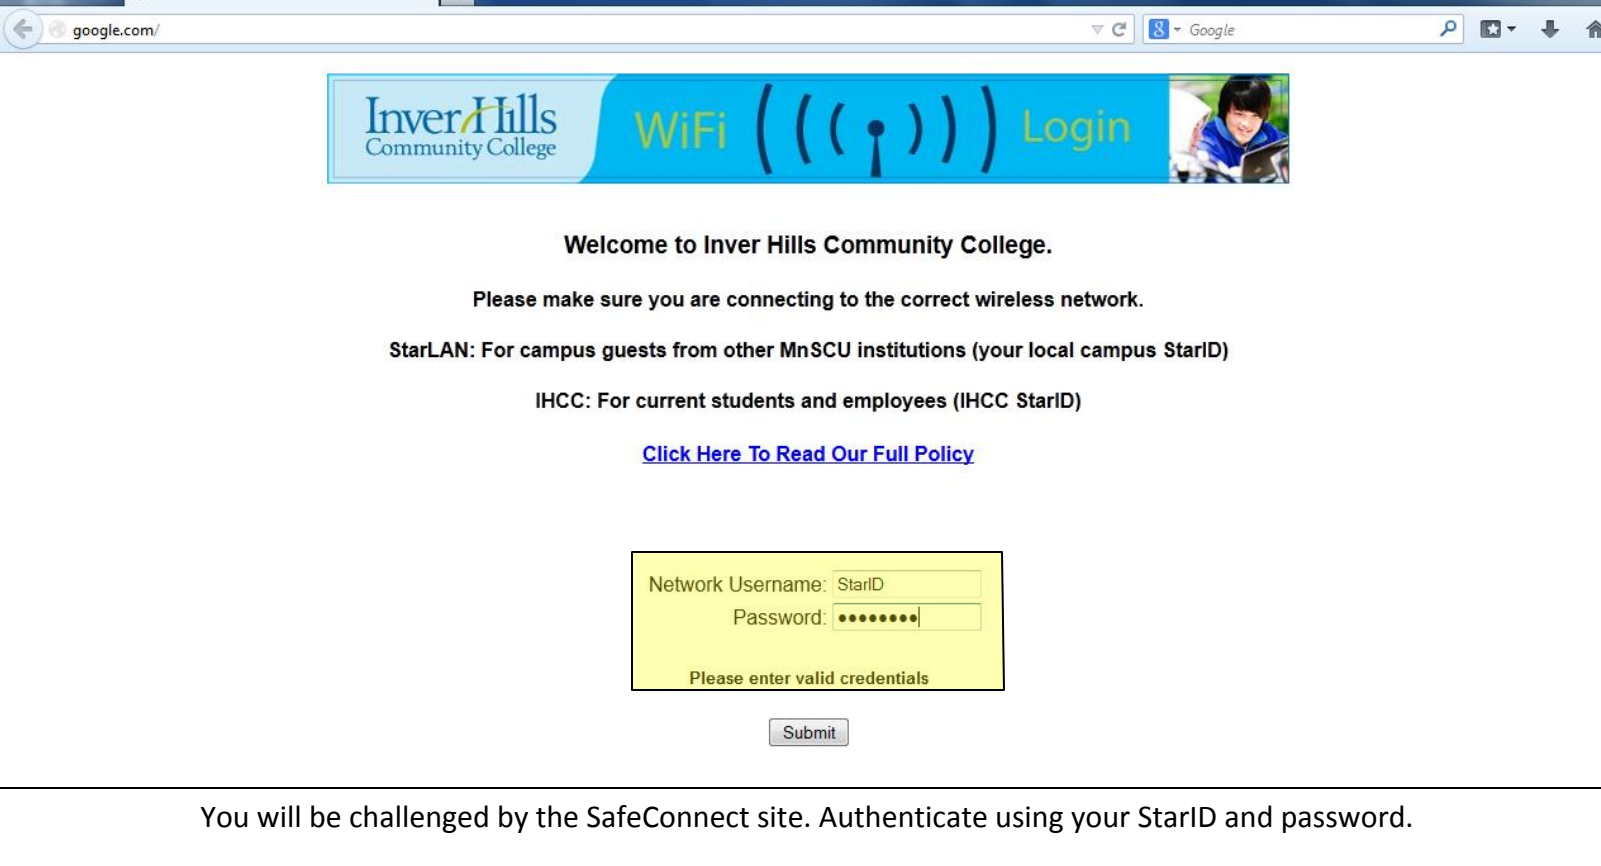 google.com/
8 Google
Inver Hills
Community College
WiFi Login
Welcome to Inver Hills Community College.
Please make sure you are connecting to the correct wireless network.
StarLAN: For campus guests from other MnSCU institutions (your local campus StarID)
IHCC: For current students and employees (IHCC StarID)
Click Here To Read Our Full Policy
Network Username: StarID
Password: ••••••••
Please enter valid credentials
Submit
You will be challenged by the SafeConnect site. Authenticate using your StarID and password.